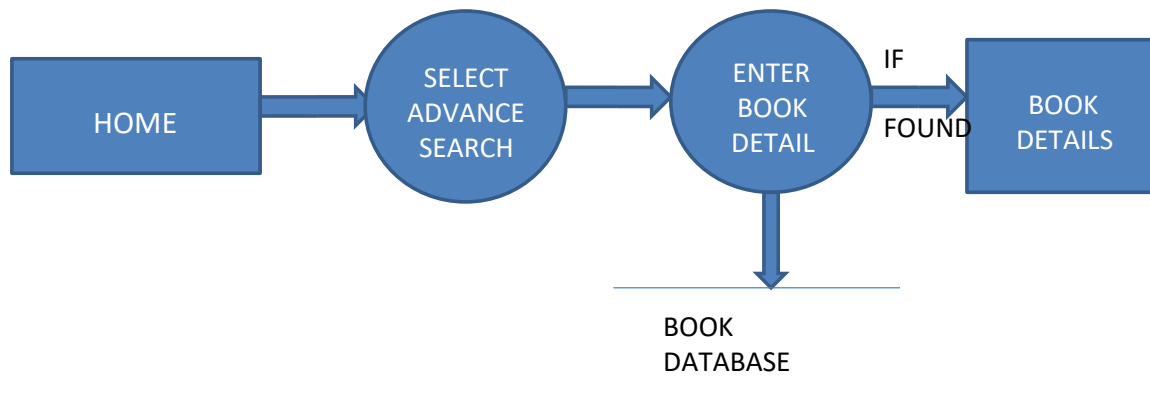 HOME
SELECT
ADVANCE
SEARCH
ENTER
BOOK
DETAIL
IF
FOUND
BOOK
DETAILS
BOOK
DATABASE